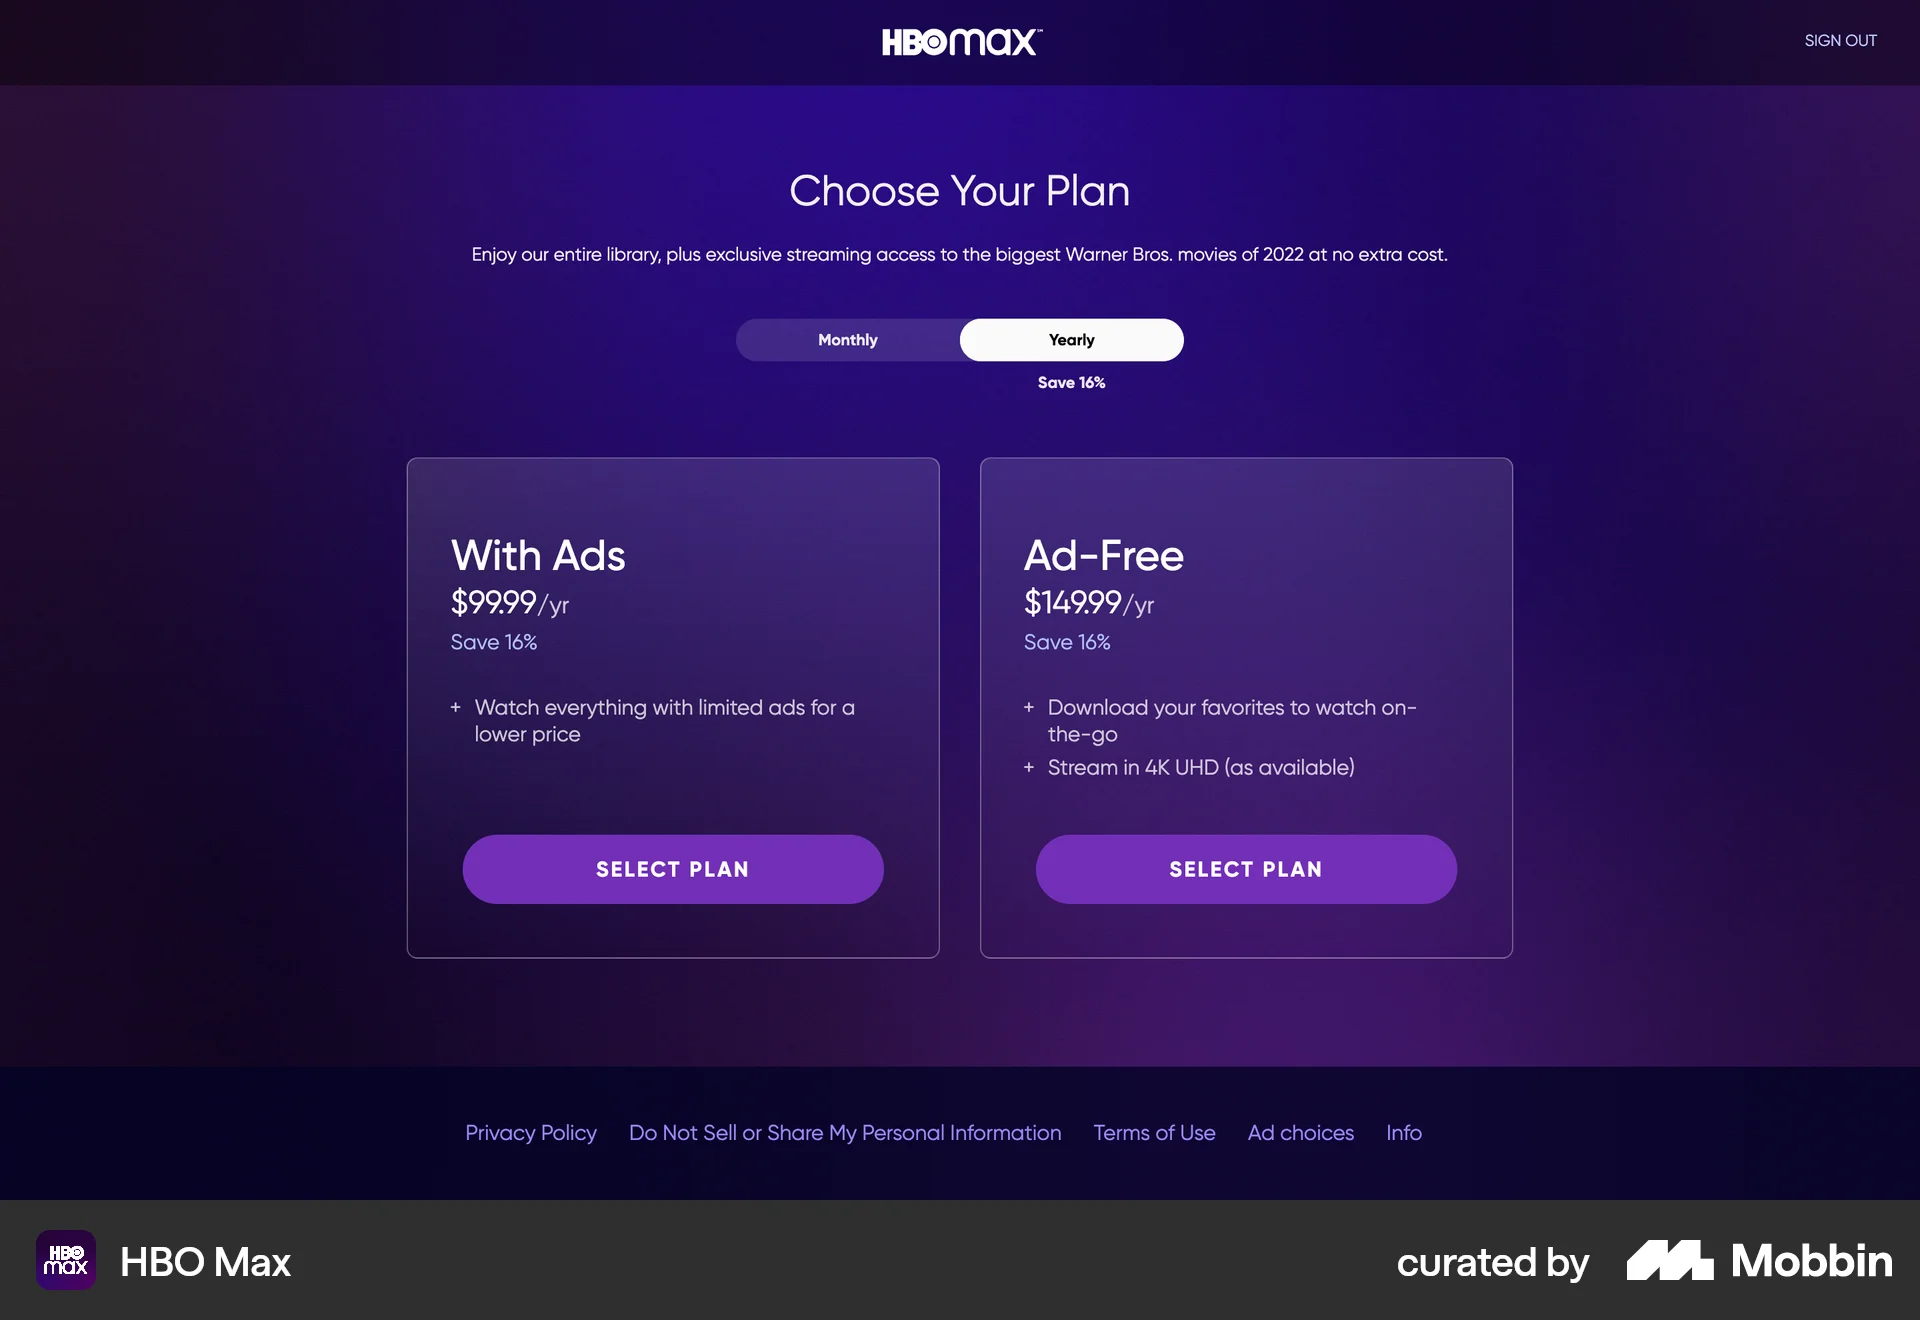 HBOmax™
SIGN OUT
Choose Your Plan
Enjoy our entire library, plus exclusive streaming access to the biggest Warner Bros. movies of 2022 at no extra cost.
Monthly
Yearly
Save 16%
With Ads
$99.99/yr
Save 16%
+ Watch everything with limited ads for a
lower price
SELECT PLAN
Ad-Free
$149.99/yr
Save 16%
+ Download your favorites to watch on-
the-go
+ Stream in 4K UHD (as available)
SELECT PLAN
Privacy Policy
Do Not Sell or Share My Personal Information
Terms of Use
Ad choices
Info
HBO
max
HBO Max
curated by
Mobbin